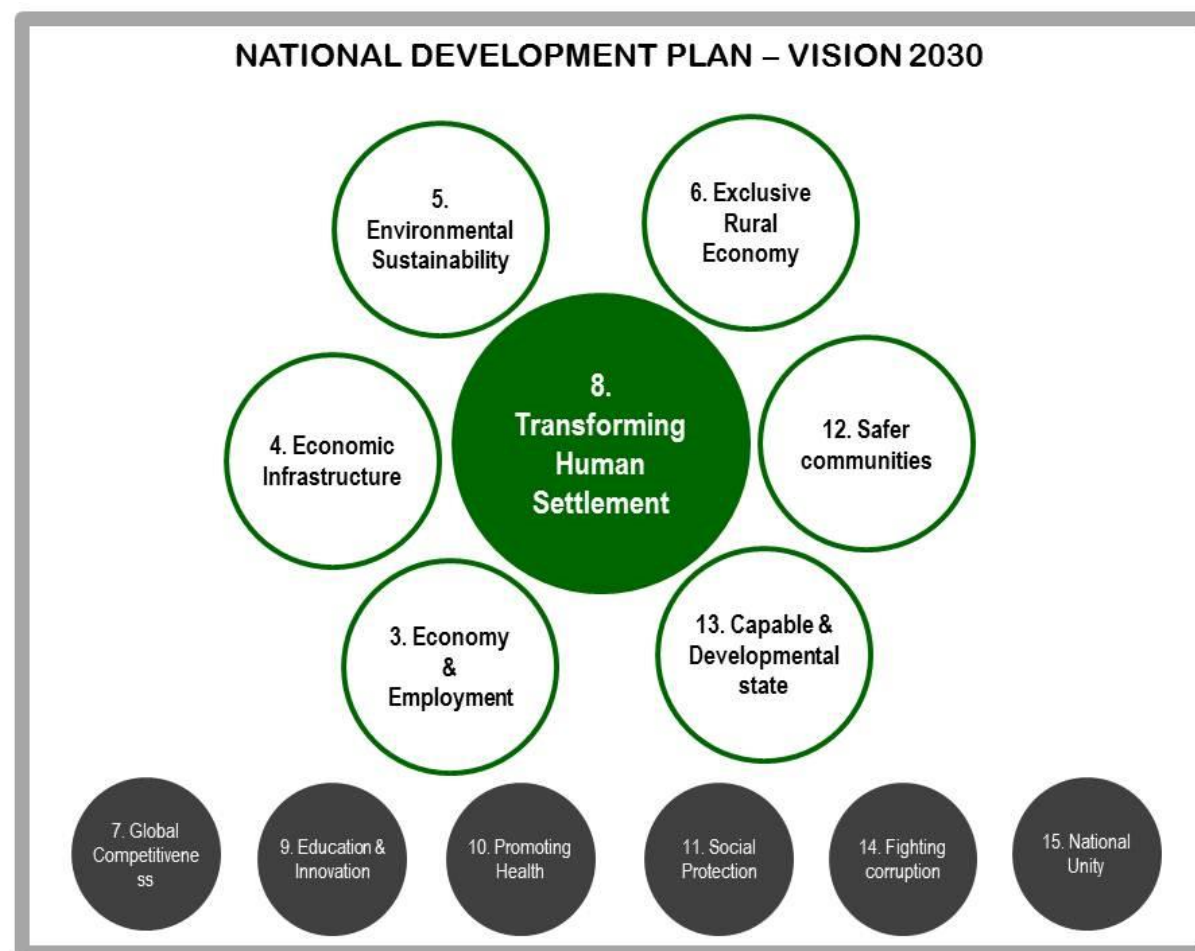 NATIONAL DEVELOPMENT PLAN – VISION 2030
5.
Environmental
Sustainability
6. Exclusive
Rural
Economy
4. Economic
Infrastructure
8.
Transforming
Human
Settlement
12. Safer
communities
3. Economy
&
Employment
13. Capable &
Developmental
state
7. Global
Competitivene
ss
9. Education &
Innovation
10. Promoting
Health
11. Social
Protection
14. Fighting
corruption
15. National
Unity